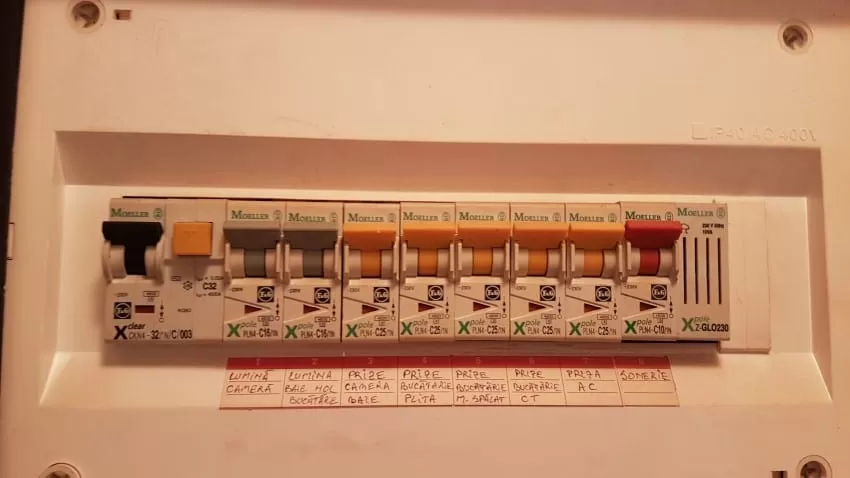 IP40 AC 400V
MOELLER
MOELLER
MOELLER
MOELLER
MOELLER
MOELLER
MOELLER
MOELLER
MOELLER
MOELLER
C32
230V
Xclear
CKN4-32/1N/C/003
Xpole
PLN4-C16/1N
Xpole
PLN4-C16/1N
Xpole
PLN4-C25/1N
Xpole
PLN4-C25/1N
Xpole
PLN4-C25/1N
Xpole
PLN4-C25/1N
Xpole
PLN4-C25/1N
Xpole
PLN4-C10/1N
Xpole
Z-GLO230
1
LUMINĂ
CAMERĂ
2
LUMINA
BAIE HOL
BUCĂTĂRE
3
PRIZE
CAMERA
BAIE
4
PRIZE
BUCĂTĂRIE
PLITA
5
PRIZE
BUCĂTĂRIE
M. SPĂLAT
6
PRIZE
BUCĂTĂRIE
CT
7
PRIZA
AC
8
SONERIE